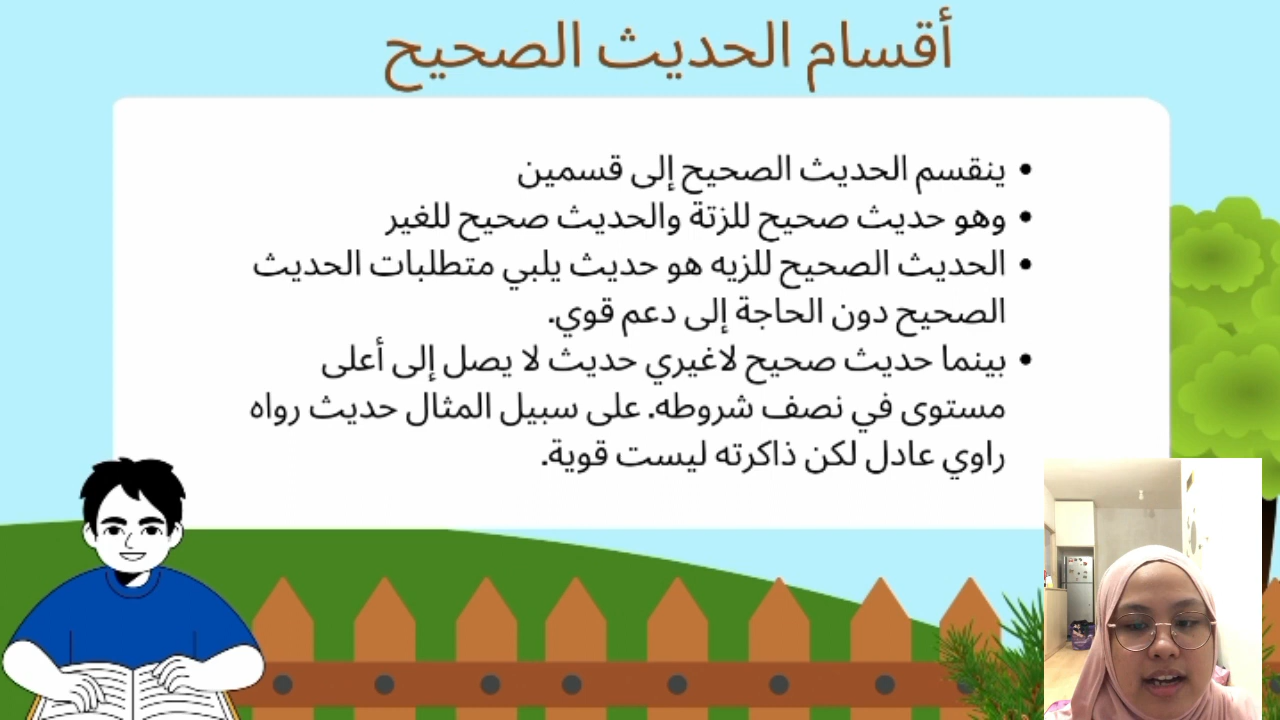 أقسام الحديث الصحيح
• ينقسم الحديث الصحيح إلى قسمين
• وهو حديث صحيح للزتة والحديث صحيح للغير
• الحديث الصحيح للزيه هو حديث يلبي متطلبات الحديث
الصحيح دون الحاجة إلى دعم قوي.
• بينما حديث صحيح لاغيري حديث لا يصل إلى أعلى
مستوى في نصف شروطه. على سبيل المثال حديث رواه
راوي عادل لكن ذاكرته ليست قوية.